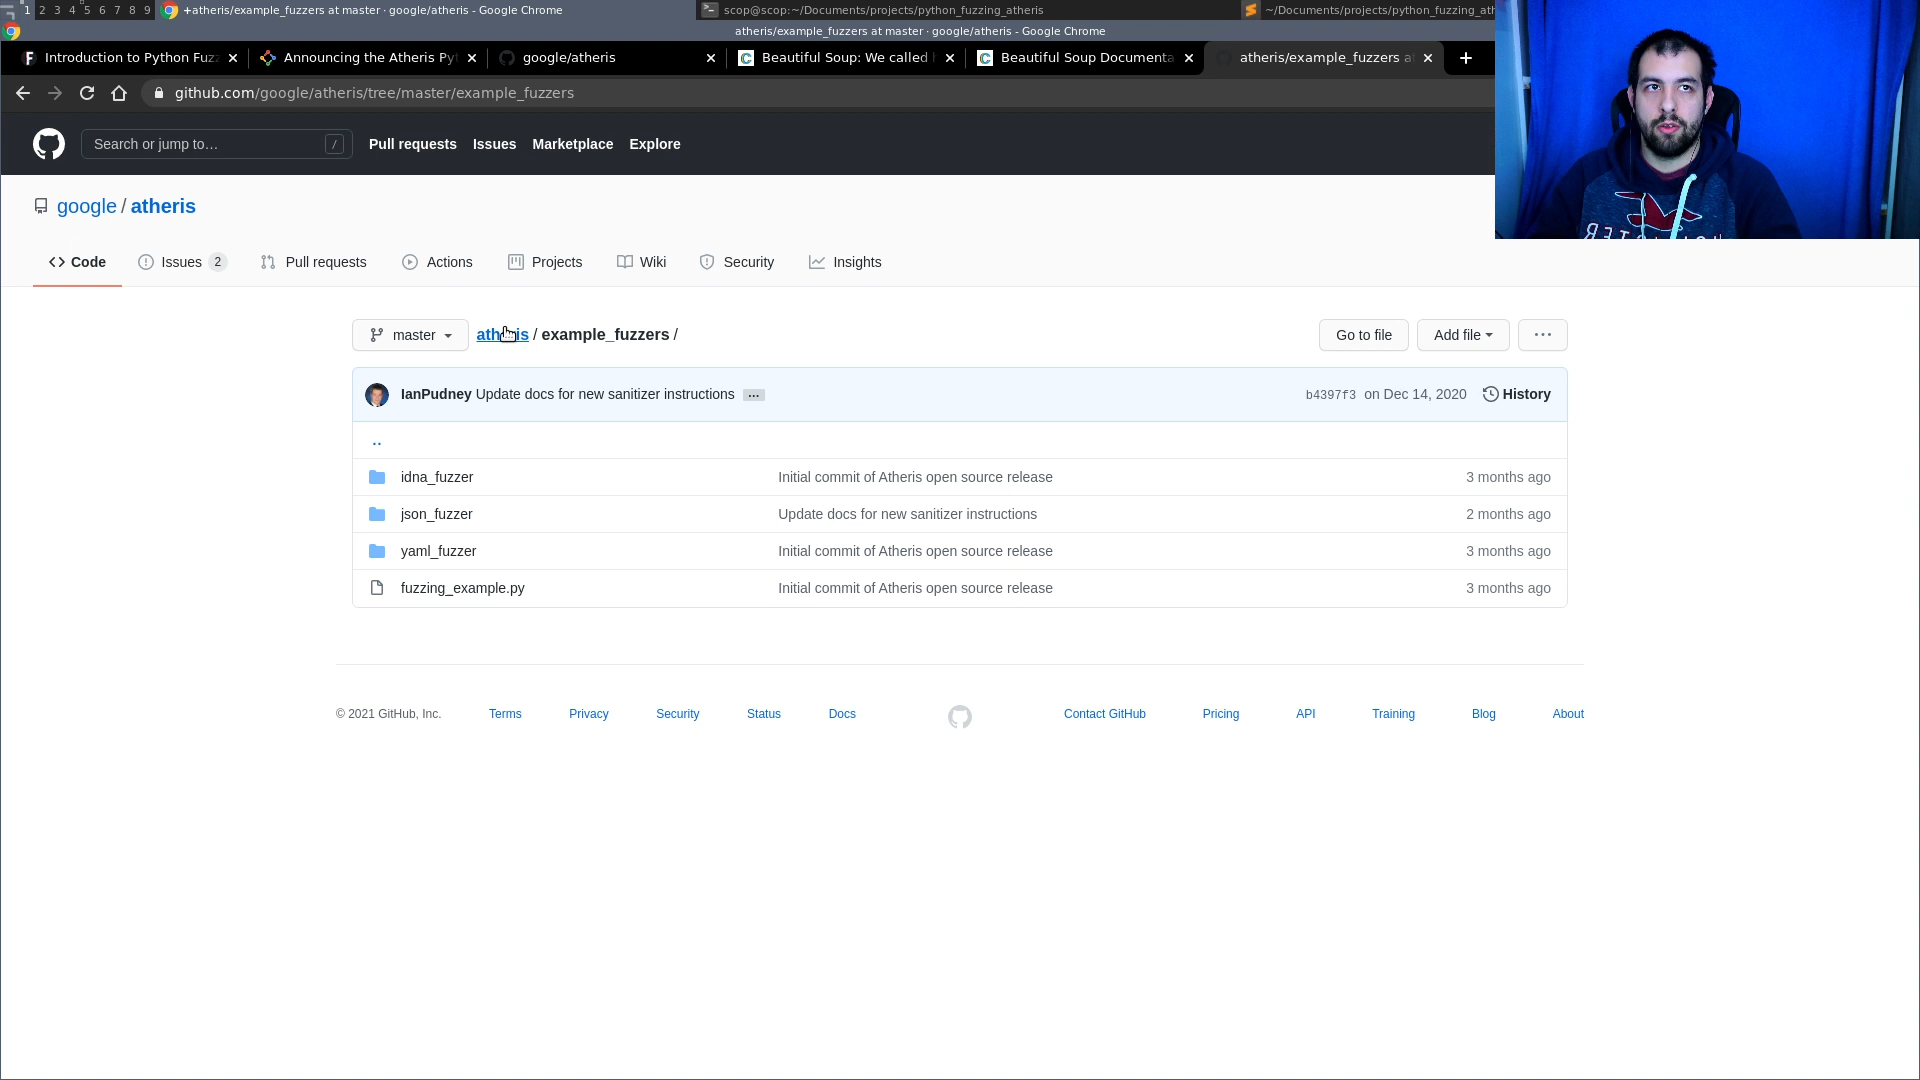 1 2 3 4 5 6 7 8 9 +atheris/example_fuzzers at master · google/atheris - Google Chrome scop@scop:~/Documents/projects/python_fuzzing_atheris ~/Documents/projects/python_fuzzing_ath
atheris/example_fuzzers at master · google/atheris - Google Chrome
Introduction to Python Fuzz Announcing the Atheris Pyt google/atheris Beautiful Soup: We called Beautiful Soup Documenta atheris/example_fuzzers a
github.com/google/atheris/tree/master/example_fuzzers
Search or jump to… / Pull requests Issues Marketplace Explore
google / atheris
Code Issues 2 Pull requests Actions Projects Wiki Security Insights
master atheris / example_fuzzers / Go to file Add file ···
IanPudney Update docs for new sanitizer instructions … b4397f3 on Dec 14, 2020 History
..
idna_fuzzer Initial commit of Atheris open source release 3 months ago
json_fuzzer Update docs for new sanitizer instructions 2 months ago
yaml_fuzzer Initial commit of Atheris open source release 3 months ago
fuzzing_example.py Initial commit of Atheris open source release 3 months ago
© 2021 GitHub, Inc. Terms Privacy Security Status Docs Contact GitHub Pricing API Training Blog About